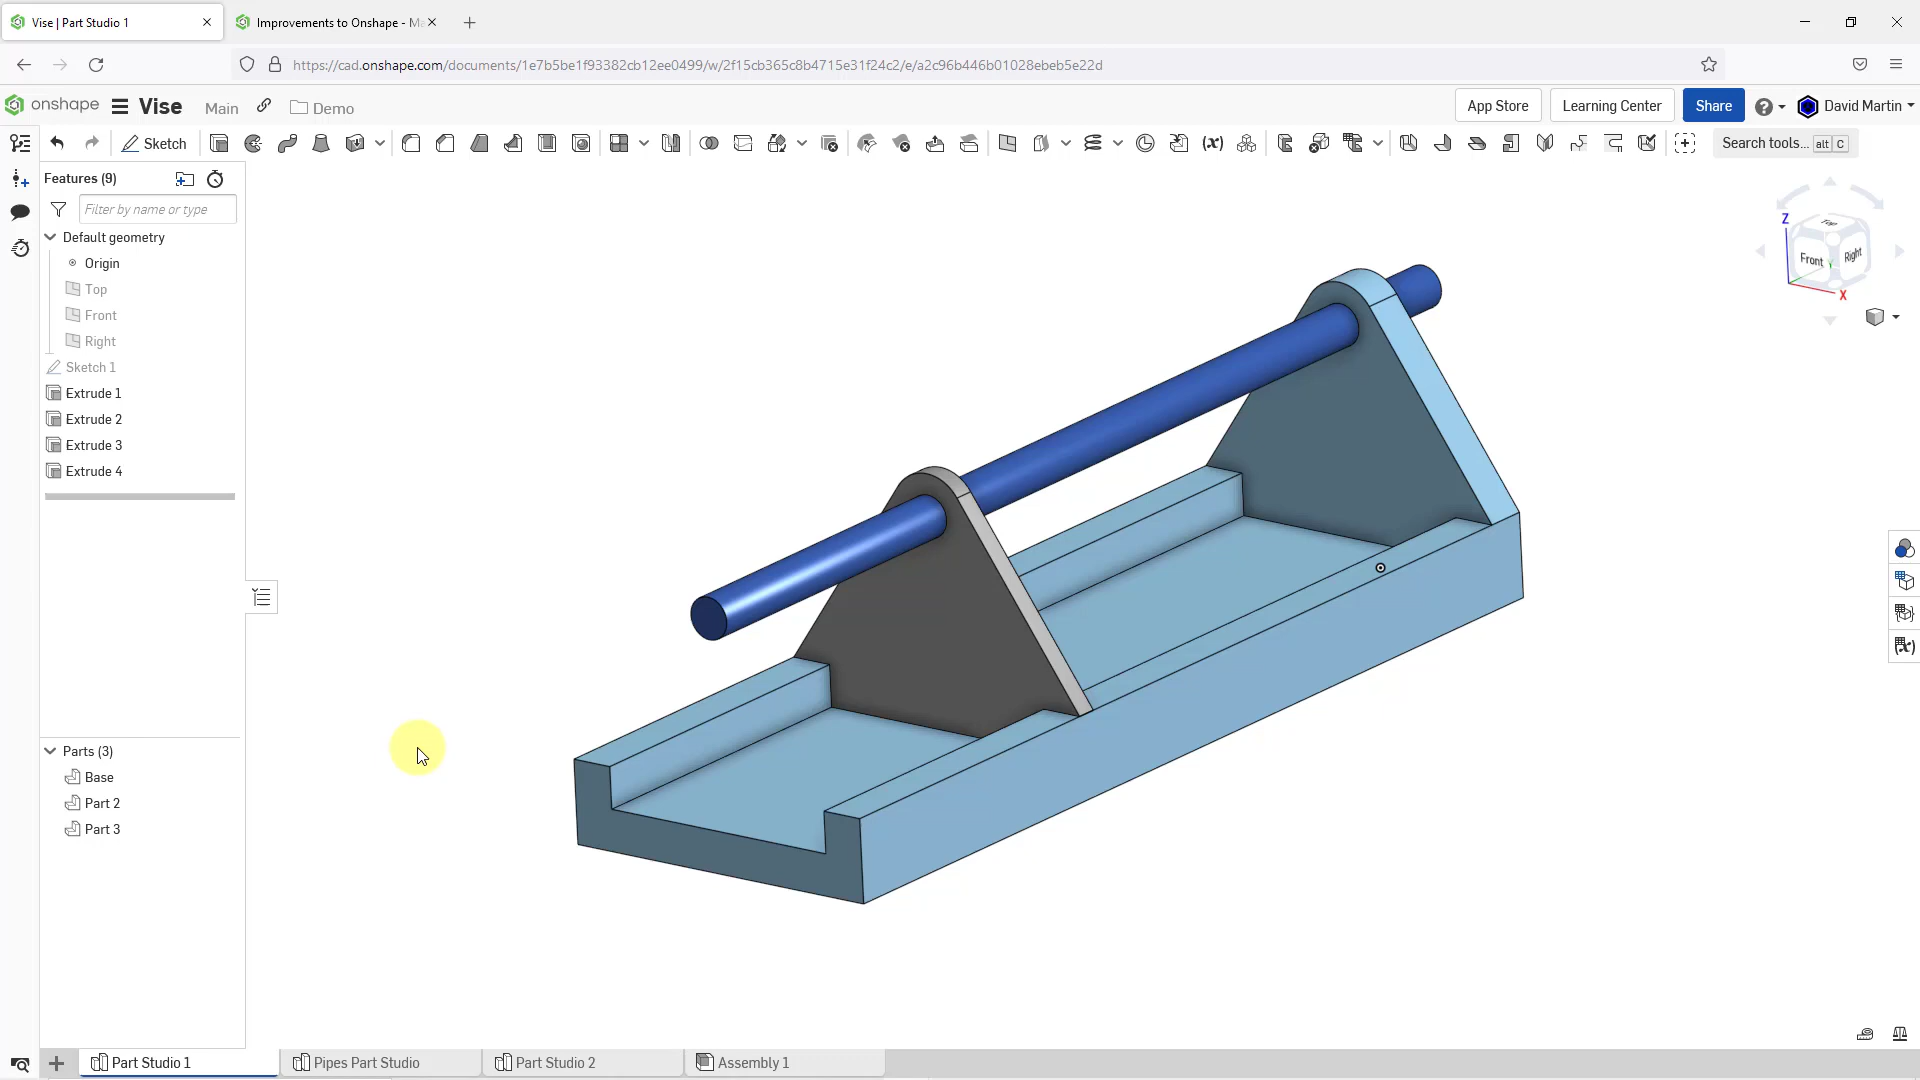 Vise | Part Studio 1
Improvements to Onshape - Ma
https://cad.onshape.com/documents/1e7b5be1f93382cb12ee0499/w/2f15cb365c8b4715e31f24c2/e/a2c96b446b01028ebeb5e22d
onshape
Vise
Main
Demo
App Store
Learning Center
Share
David Martin
Sketch
(x)
Search tools... alt C
Features (9)
Filter by name or type
Default geometry
Origin
Top
Front
Right
Sketch 1
Extrude 1
Extrude 2
Extrude 3
Extrude 4
Z
Top
Front
Right
Y
X
(x)
Parts (3)
Base
Part 2
Part 3
Part Studio 1
Pipes Part Studio
Part Studio 2
Assembly 1